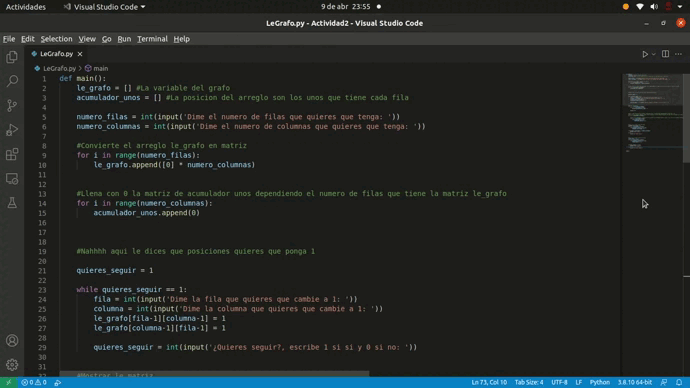 Actividades
Visual Studio Code
9 de abr 23:55
LeGrafo.py - Actividad2 - Visual Studio Code
File Edit Selection View Go Run Terminal Help
LeGrafo.py
LeGrafo.py > main
1 def main():
2 le_grafo = [] #La variable del grafo
3 acumulador_unos = [] #La posicion del arreglo son los unos que tiene cada fila
4
5 numero_filas = int(input('Dime el numero de filas que quieres que tenga: '))
6 numero_columnas = int(input('Dime el numero de columnas que quieres que tenga: '))
7
8 #Convierte el arreglo le_grafo en matriz
9 for i in range(numero_filas):
10 le_grafo.append([0] * numero_columnas)
11
12
13 #Llena con 0 la matriz de acumulador unos dependiendo el numero de filas que tiene la matriz le_grafo
14 for i in range(numero_columnas):
15 acumulador_unos.append(0)
16
17
18
19 #Nahhhh aqui le dices que posiciones quieres que ponga 1
20
21 quieres_seguir = 1
22
23 while quieres_seguir == 1:
24 fila = int(input('Dime la fila que quieres que cambie a 1: '))
25 columna = int(input('Dime la columna que quieres que cambie a 1: '))
26 le_grafo[fila-1][columna-1] = 1
27 le_grafo[columna-1][fila-1] = 1
28
29 quieres_seguir = int(input('¿Quieres seguir?, escribe 1 si si y 0 si no: '))
30
31
32 #Mostrar le matriz
0 0
Ln 73, Col 10 Tab Size: 4 UTF-8 LF Python 3.8.10 64-bit